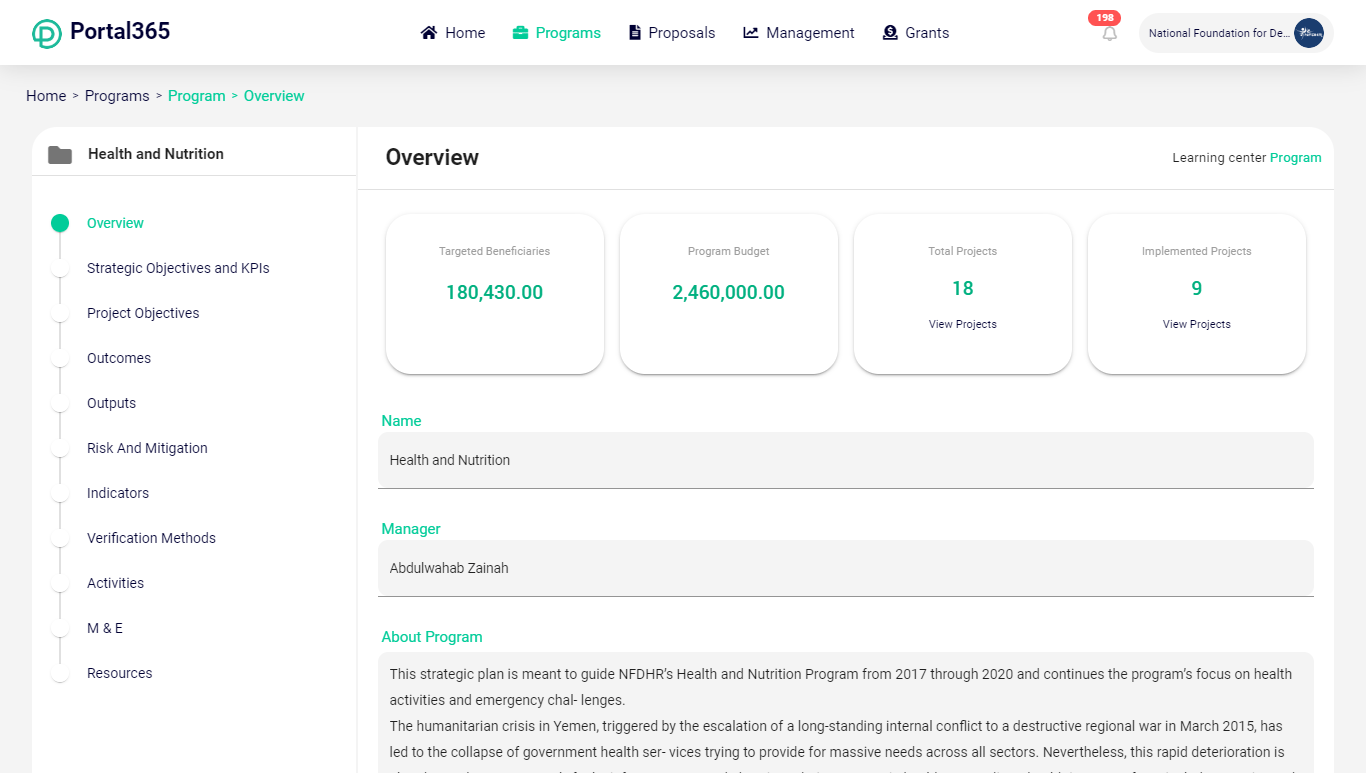 Portal365
Home
Programs
Proposals
Management
Grants
198
National Foundation for De...
Home > Programs > Program > Overview
Health and Nutrition
Overview
Strategic Objectives and KPIs
Project Objectives
Outcomes
Outputs
Risk And Mitigation
Indicators
Verification Methods
Activities
M & E
Resources
Overview
Learning center Program
Targeted Beneficiaries
180,430.00
Program Budget
2,460,000.00
Total Projects
18
View Projects
Implemented Projects
9
View Projects
Name
Health and Nutrition
Manager
Abdulwahab Zainah
About Program
This strategic plan is meant to guide NFDHR’s Health and Nutrition Program from 2017 through 2020 and continues the program’s focus on health
activities and emergency chal- lenges.
The humanitarian crisis in Yemen, triggered by the escalation of a long-standing internal conflict to a destructive regional war in March 2015, has
led to the collapse of government health ser- vices trying to provide for massive needs across all sectors. Nevertheless, this rapid deterioration is